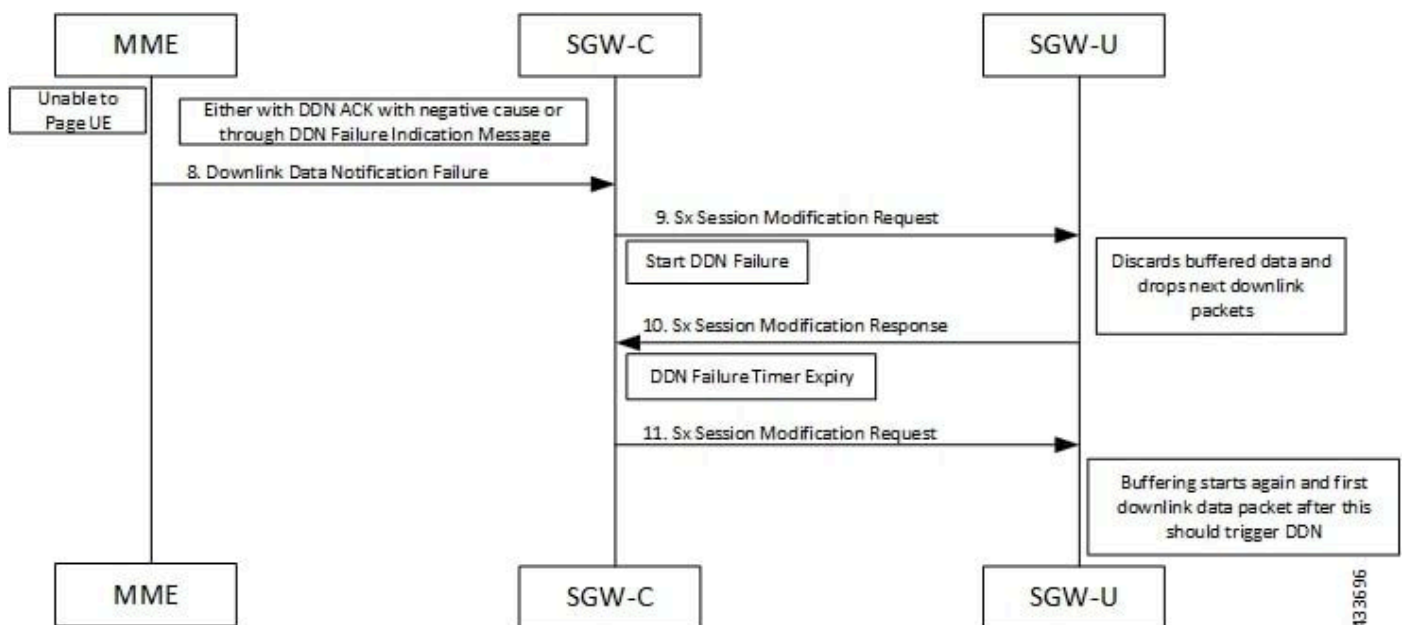 MME
SGW-C
SGW-U
Unable to
Page UE
Either with DDN ACK with negative cause or
through DDN Failure Indication Message
8. Downlink Data Notification Failure
9. Sx Session Modification Request
Start DDN Failure
Discards buffered data and
drops next downlink
packets
10. Sx Session Modification Response
DDN Failure Timer Expiry
11. Sx Session Modification Request
Buffering starts again and first
downlink data packet after this
should trigger DDN
MME
SGW-C
SGW-U
433696